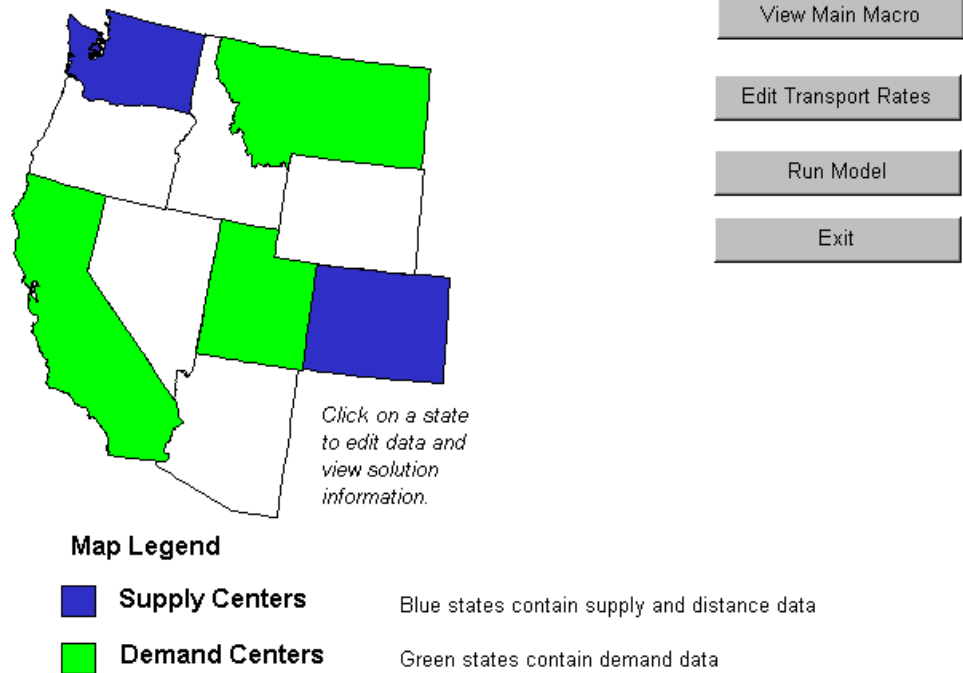 View Main Macro
Edit Transport Rates
Run Model
Exit
Click on a state
to edit data and
view solution
information.
Map Legend
Supply Centers
Blue states contain supply and distance data
Demand Centers
Green states contain demand data